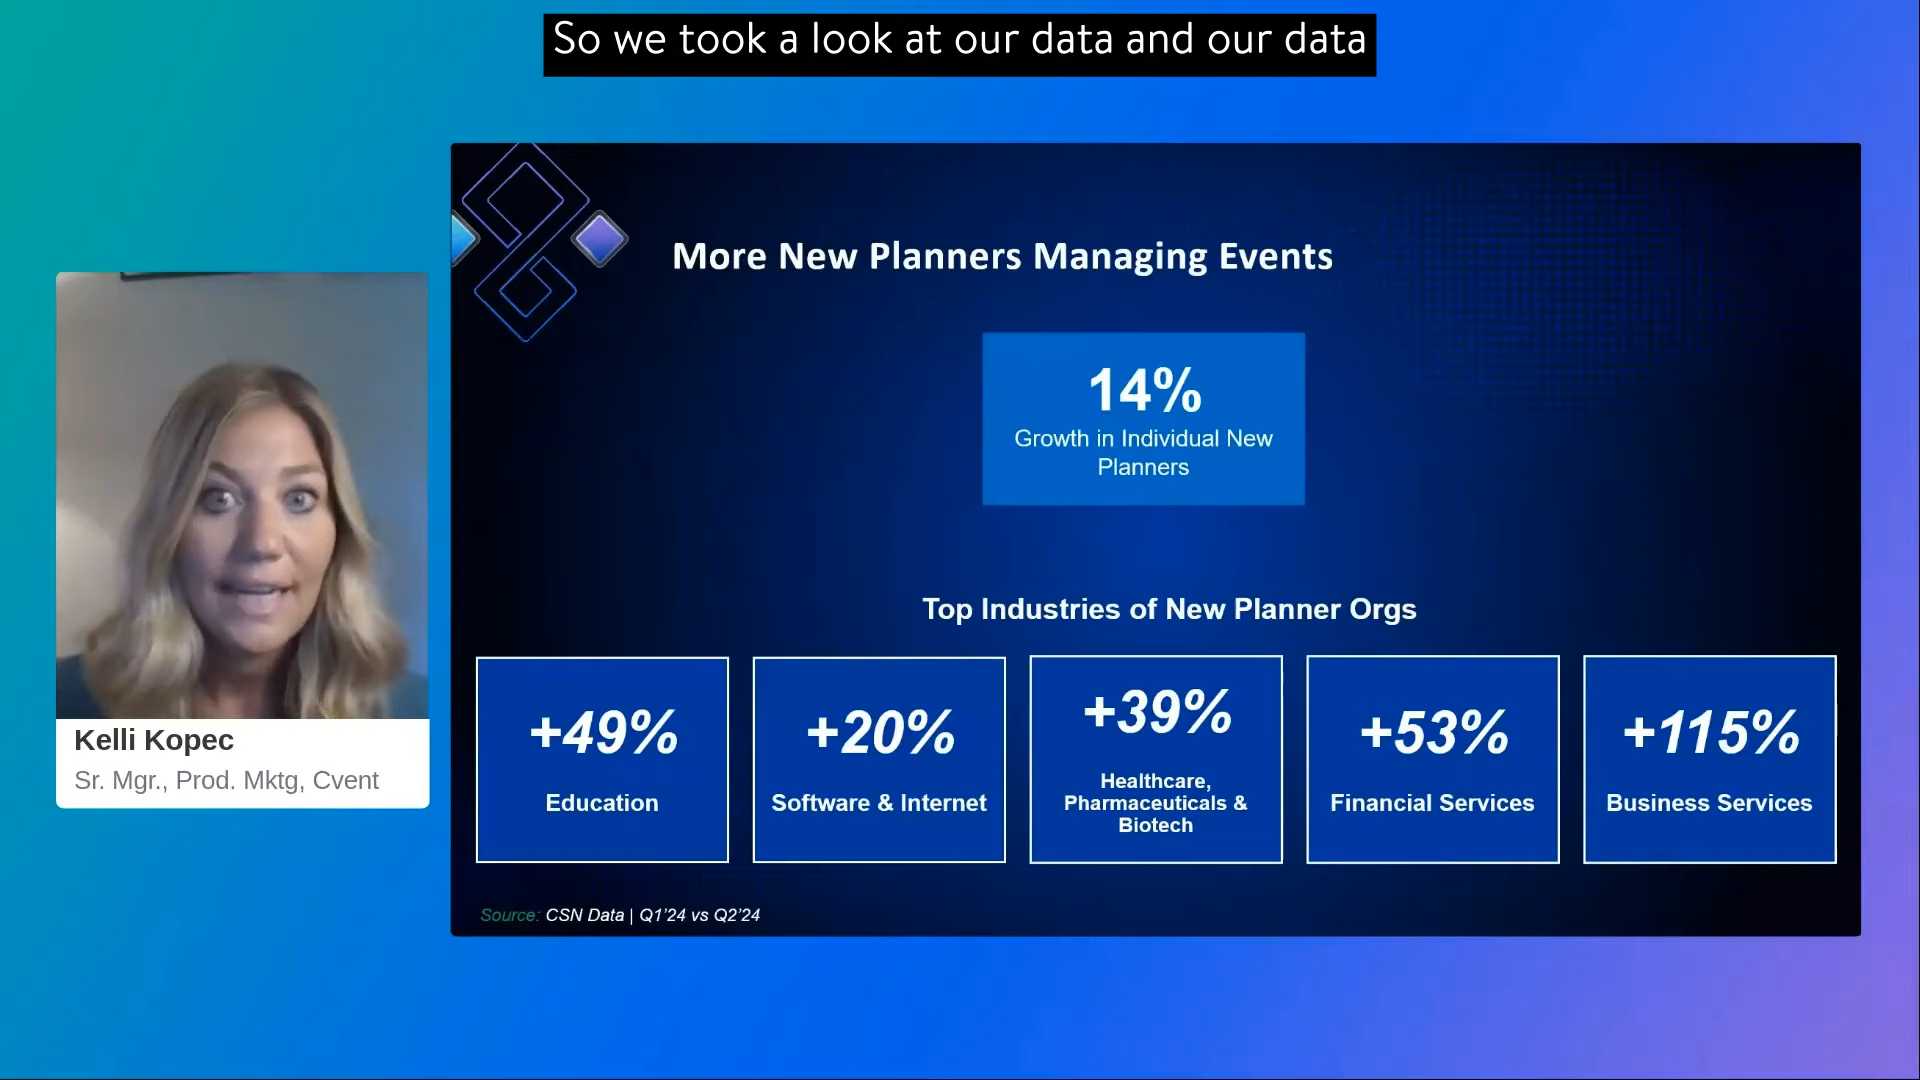 So we took a look at our data and our data
More New Planners Managing Events
14%
Growth in Individual New
Planners
Top Industries of New Planner Orgs
+49%
Education
+20%
Software & Internet
+39%
Healthcare,
Pharmaceuticals &
Biotech
+53%
Financial Services
+115%
Business Services
Source: CSN Data | Q1’24 vs Q2’24
Kelli Kopec
Sr. Mgr., Prod. Mktg, Cvent